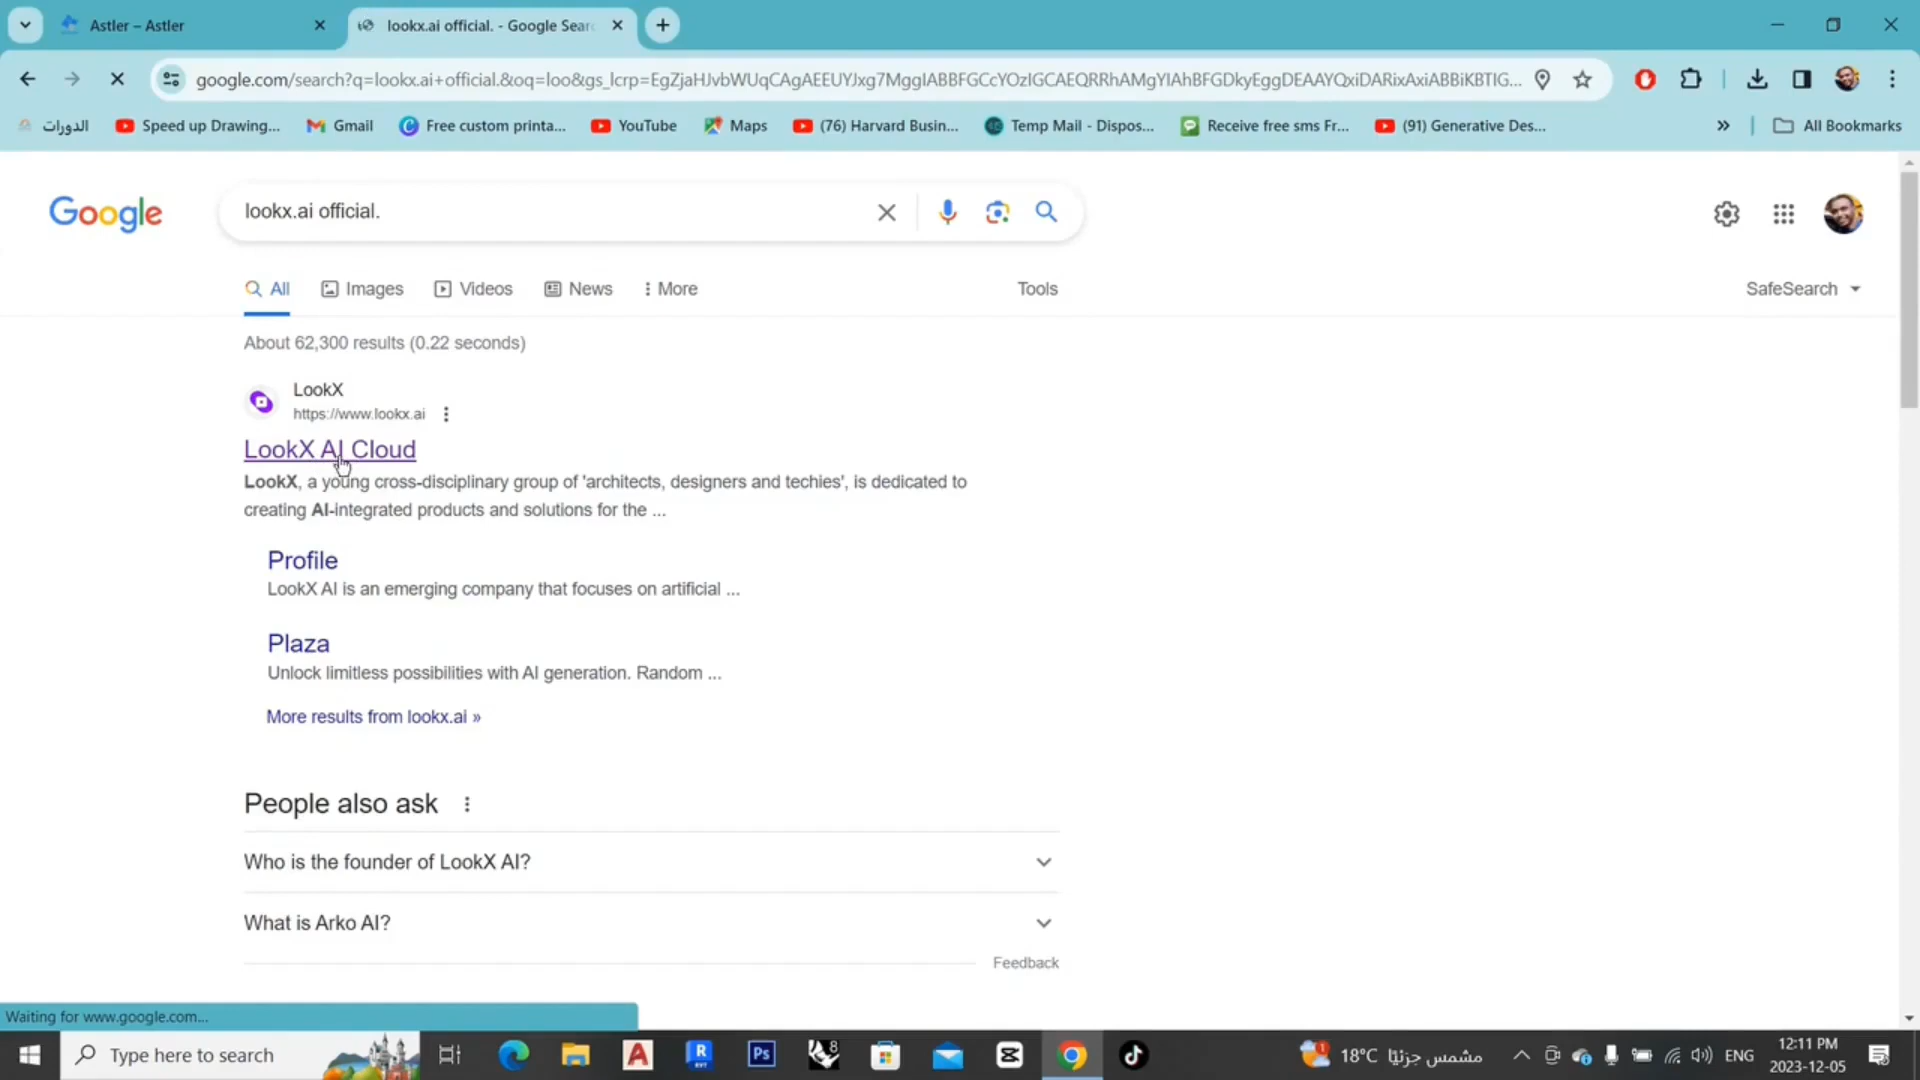 Astler – Astler
lookx.ai official. - Google Sear
google.com/search?q=lookx.ai+official.&oq=loo&gs_lcrp=EgZjaHJvbWUqCAgAEEUYJxg7MggIABBFGCcYOzIGCAEQRRhAMgYIAhBFGDkyEggDEAAYQxiDARixAxiABBiKBTIG...
الدورات
Speed up Drawing...
Gmail
Free custom printa...
YouTube
Maps
(76) Harvard Busin...
Temp Mail - Dispos...
Receive free sms Fr...
(91) Generative Des...
All Bookmarks
Google
lookx.ai official.
All
Images
Videos
News
More
Tools
SafeSearch
About 62,300 results (0.22 seconds)
LookX
https://www.lookx.ai
LookX AI Cloud
LookX, a young cross-disciplinary group of 'architects, designers and techies', is dedicated to
creating AI-integrated products and solutions for the ...
Profile
LookX AI is an emerging company that focuses on artificial ...
Plaza
Unlock limitless possibilities with AI generation. Random ...
More results from lookx.ai »
People also ask
Who is the founder of LookX AI?
What is Arko AI?
Feedback
Waiting for www.google.com...
Type here to search
18°C مشمس جزئيًا
ENG
12:11 PM
2023-12-05